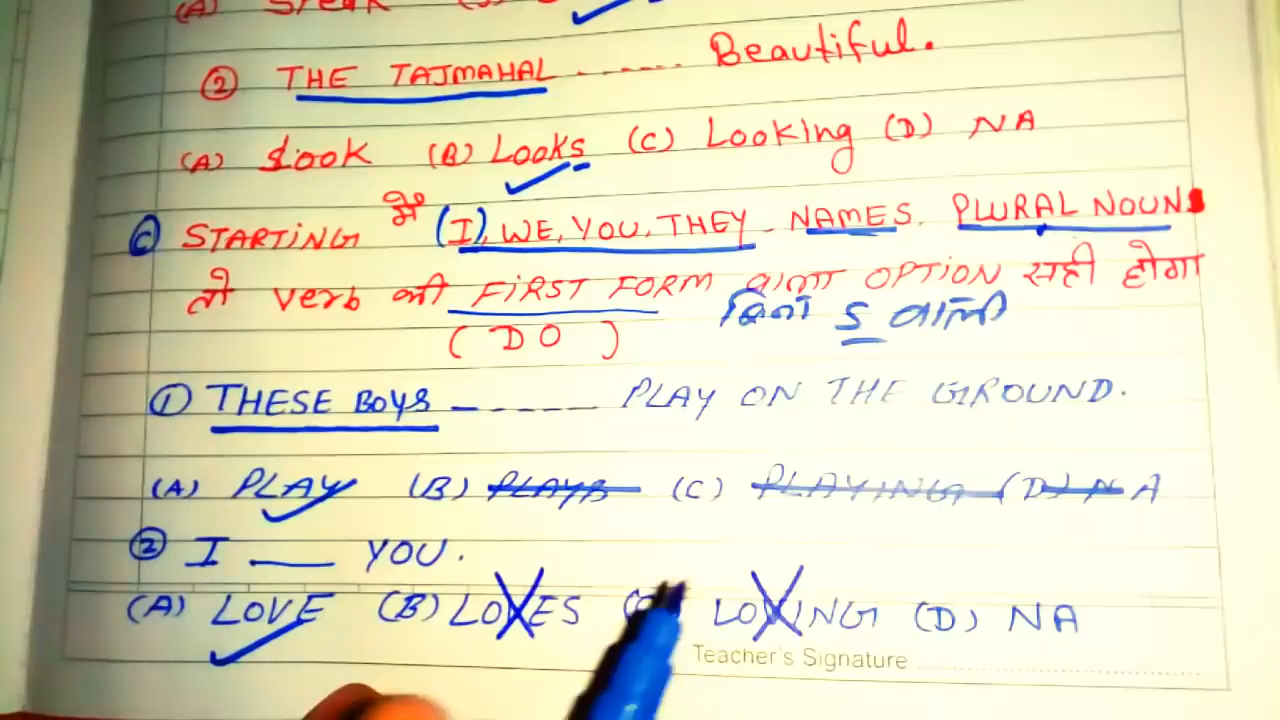 (A) SPEAK
② THE TAJMAHAL ...... Beautiful.
(A) Look (B) Looks (C) Looking (D) NA
C STARTING में (I), WE, YOU, THEY, NAMES, PLURAL NOUNS
तो verb की FIRST FORM वाला OPTION सही होगा
(DO) बिना S वाली
① THESE BOYS ------ PLAY ON THE GROUND.
(A) PLAY (B) PLAYS (C) PLAYING (D) NA
② I ___ YOU.
(A) LOVE (B) LOVES LOVING (D) NA
Teacher's Signature